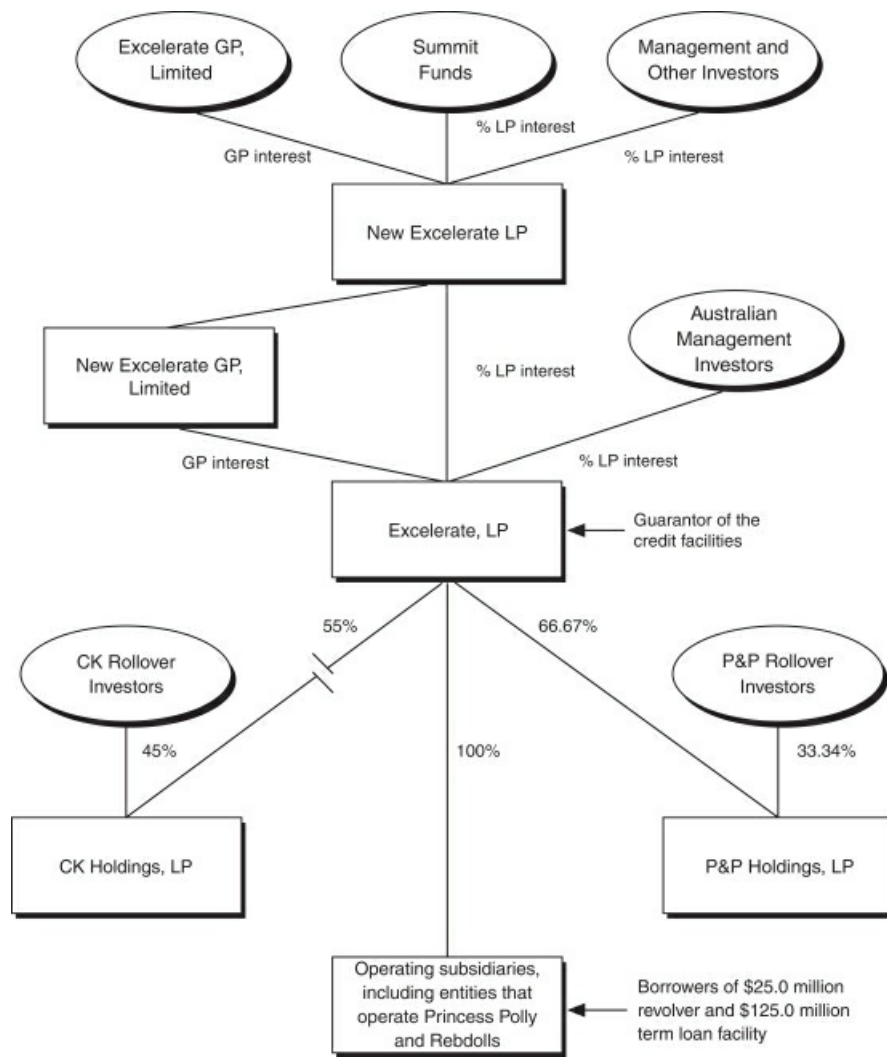 Excelerate GP,
Limited
Summit
Funds
Management and
Other Investors
GP interest
% LP interest
% LP interest
New Excelerate LP
New Excelerate GP,
Limited
% LP interest
Australian
Management
Investors
GP interest
% LP interest
Excelerate, LP
Guarantor of the
credit facilities
55%
66.67%
CK Rollover
Investors
P&P Rollover
Investors
45%
100%
33.34%
CK Holdings, LP
P&P Holdings, LP
Operating subsidiaries,
including entities that
operate Princess Polly
and Rebdolls
Borrowers of $25.0 million
revolver and $125.0 million
term loan facility